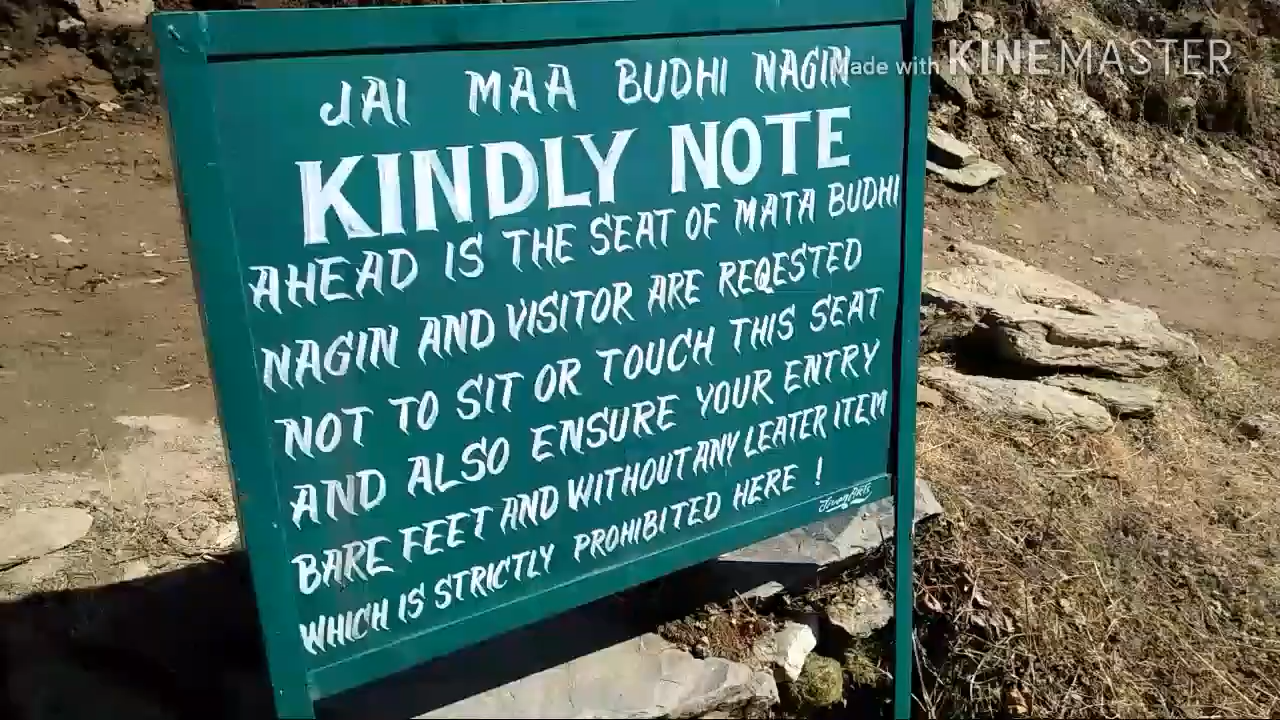 JAI MAA BUDHI NAGIN
Made with KINEMASTER
KINDLY NOTE
AHEAD IS THE SEAT OF MATA BUDHI
NAGIN AND VISITOR ARE REQESTED
NOT TO SIT OR TOUCH THIS SEAT
AND ALSO ENSURE YOUR ENTRY
BARE FEET AND WITHOUT ANY LEATER ITEM
WHICH IS STRICTLY PROHIBITED HERE !